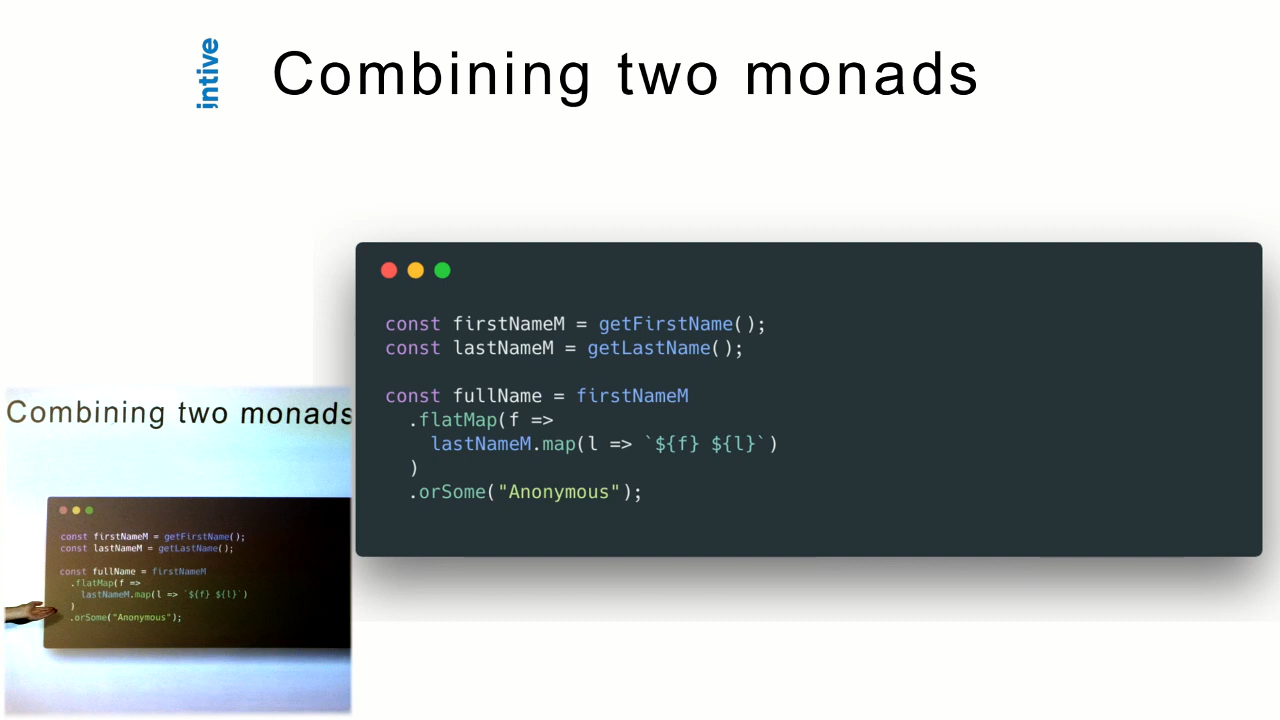 intive
Combining two monads
const firstNameM = getFirstName();
const lastNameM = getLastName();
const fullName = firstNameM
.flatMap(f =>
lastNameM.map(l => `${f} ${l}`)
)
.orSome("Anonymous");
Combining two monads
const firstNameM = getFirstName();
const lastNameM = getLastName();
const fullName = firstNameM
.flatMap(f =>
lastNameM.map(l => `${f} ${l}`)
)
.orSome("Anonymous");